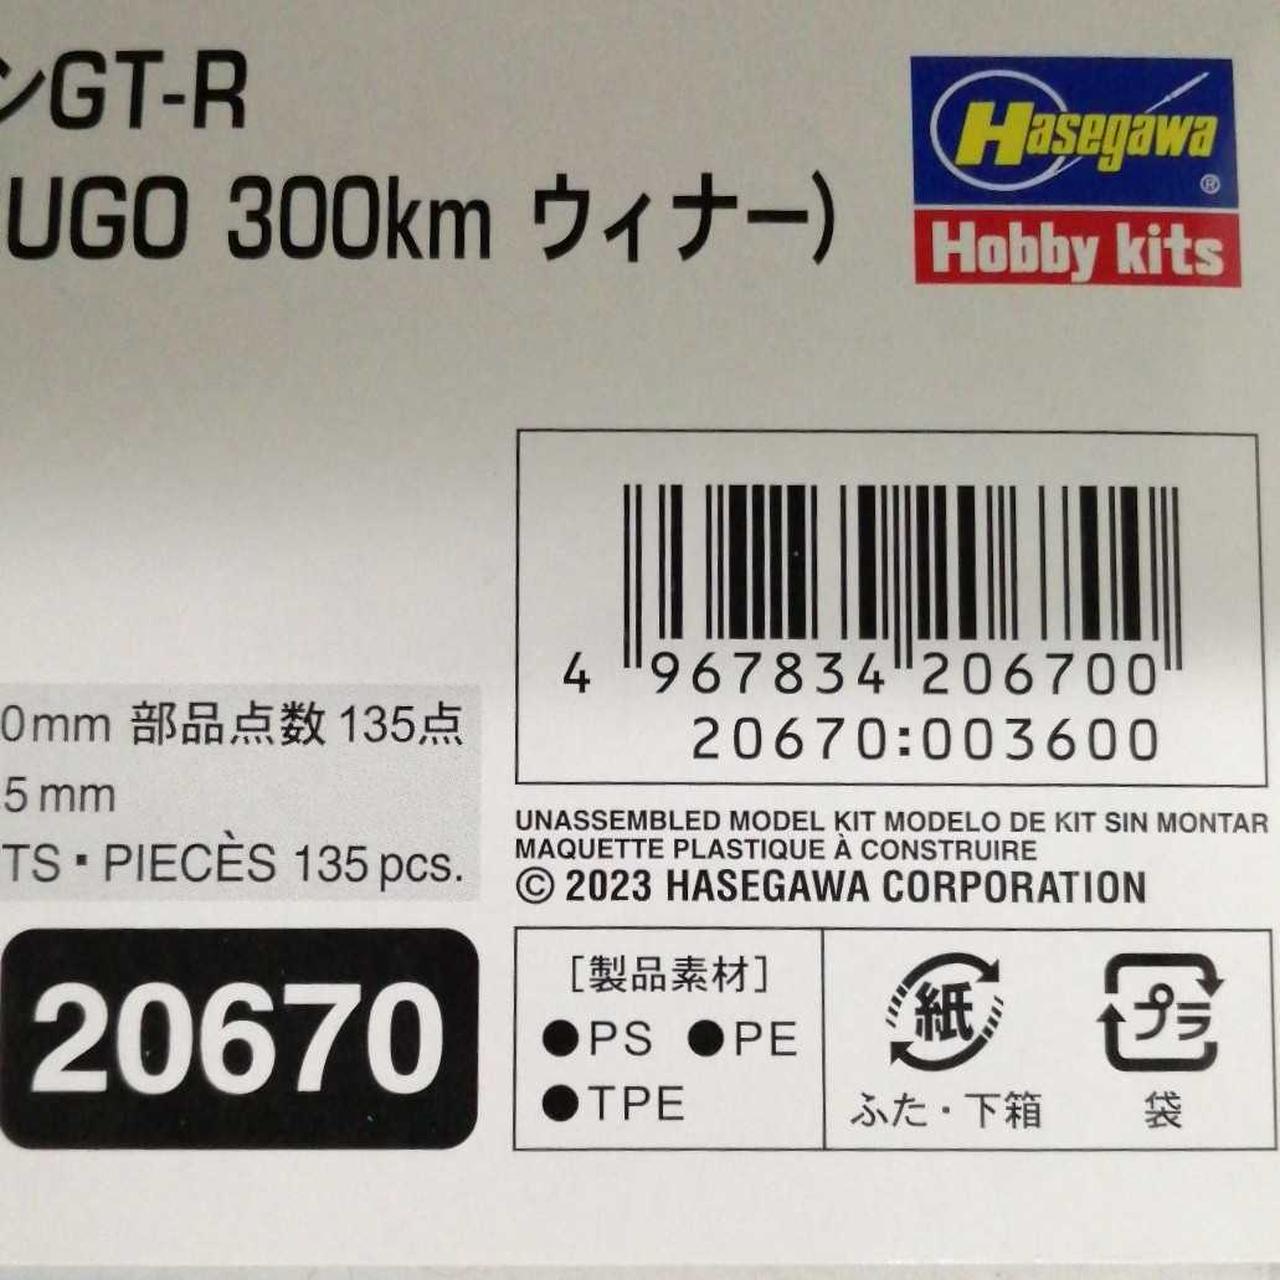 ンGT-R
UGO 300km ウィナー)
Hasegawa®
Hobby kits
4 967834 206700
20670:003600
0mm 部品点数 135点
5mm
TS・PIECÈS 135 pcs.
UNASSEMBLED MODEL KIT MODELO DE KIT SIN MONTAR
MAQUETTE PLASTIQUE À CONSTRUIRE
© 2023 HASEGAWA CORPORATION
20670
[製品素材]
●PS ●PE
●TPE
紙
ふた・下箱
プラ
袋